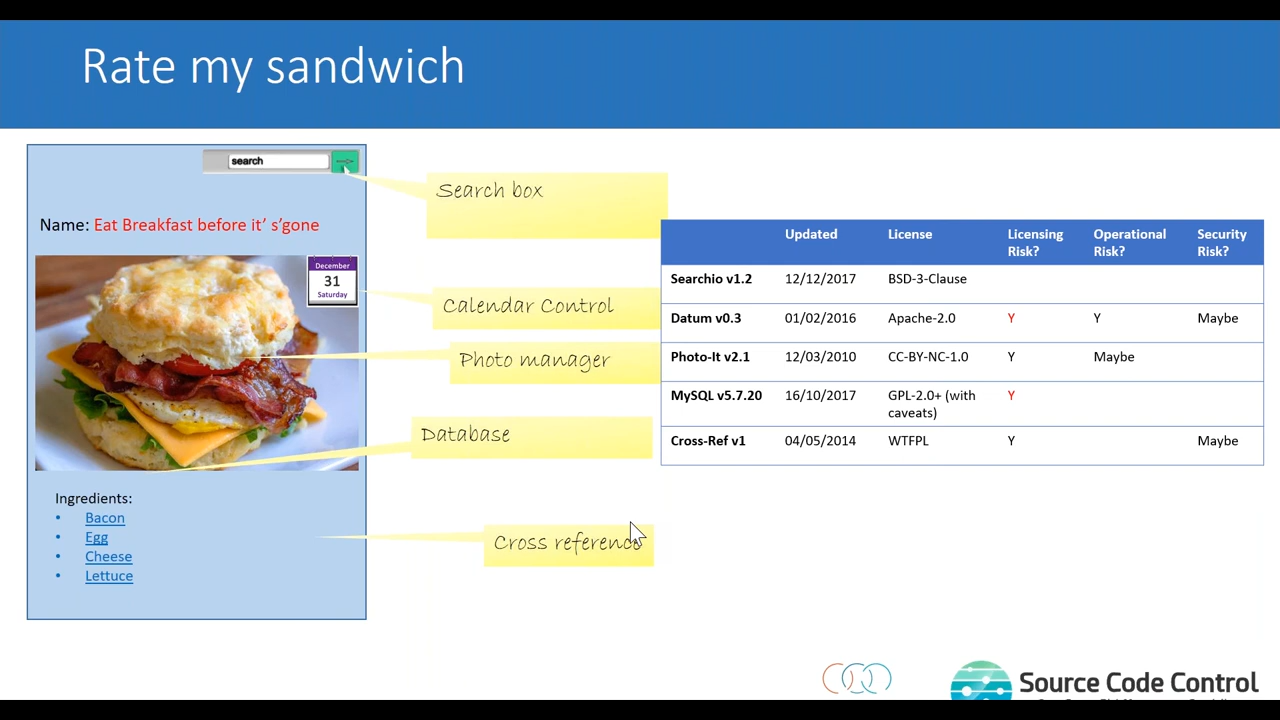 Rate my sandwich
search
Search box
Name: Eat Breakfast before it’ s’gone
December
31
Saturday
Calendar Control
Photo manager
Database
Ingredients:
• Bacon
• Egg
• Cheese
• Lettuce
Cross reference
Updated License Licensing Risk? Operational Risk? Security Risk?
Searchio v1.2 12/12/2017 BSD-3-Clause
Datum v0.3 01/02/2016 Apache-2.0 Y Y Maybe
Photo-It v2.1 12/03/2010 CC-BY-NC-1.0 Y Maybe
MySQL v5.7.20 16/10/2017 GPL-2.0+ (with caveats) Y
Cross-Ref v1 04/05/2014 WTFPL Y Maybe
Source Code Control